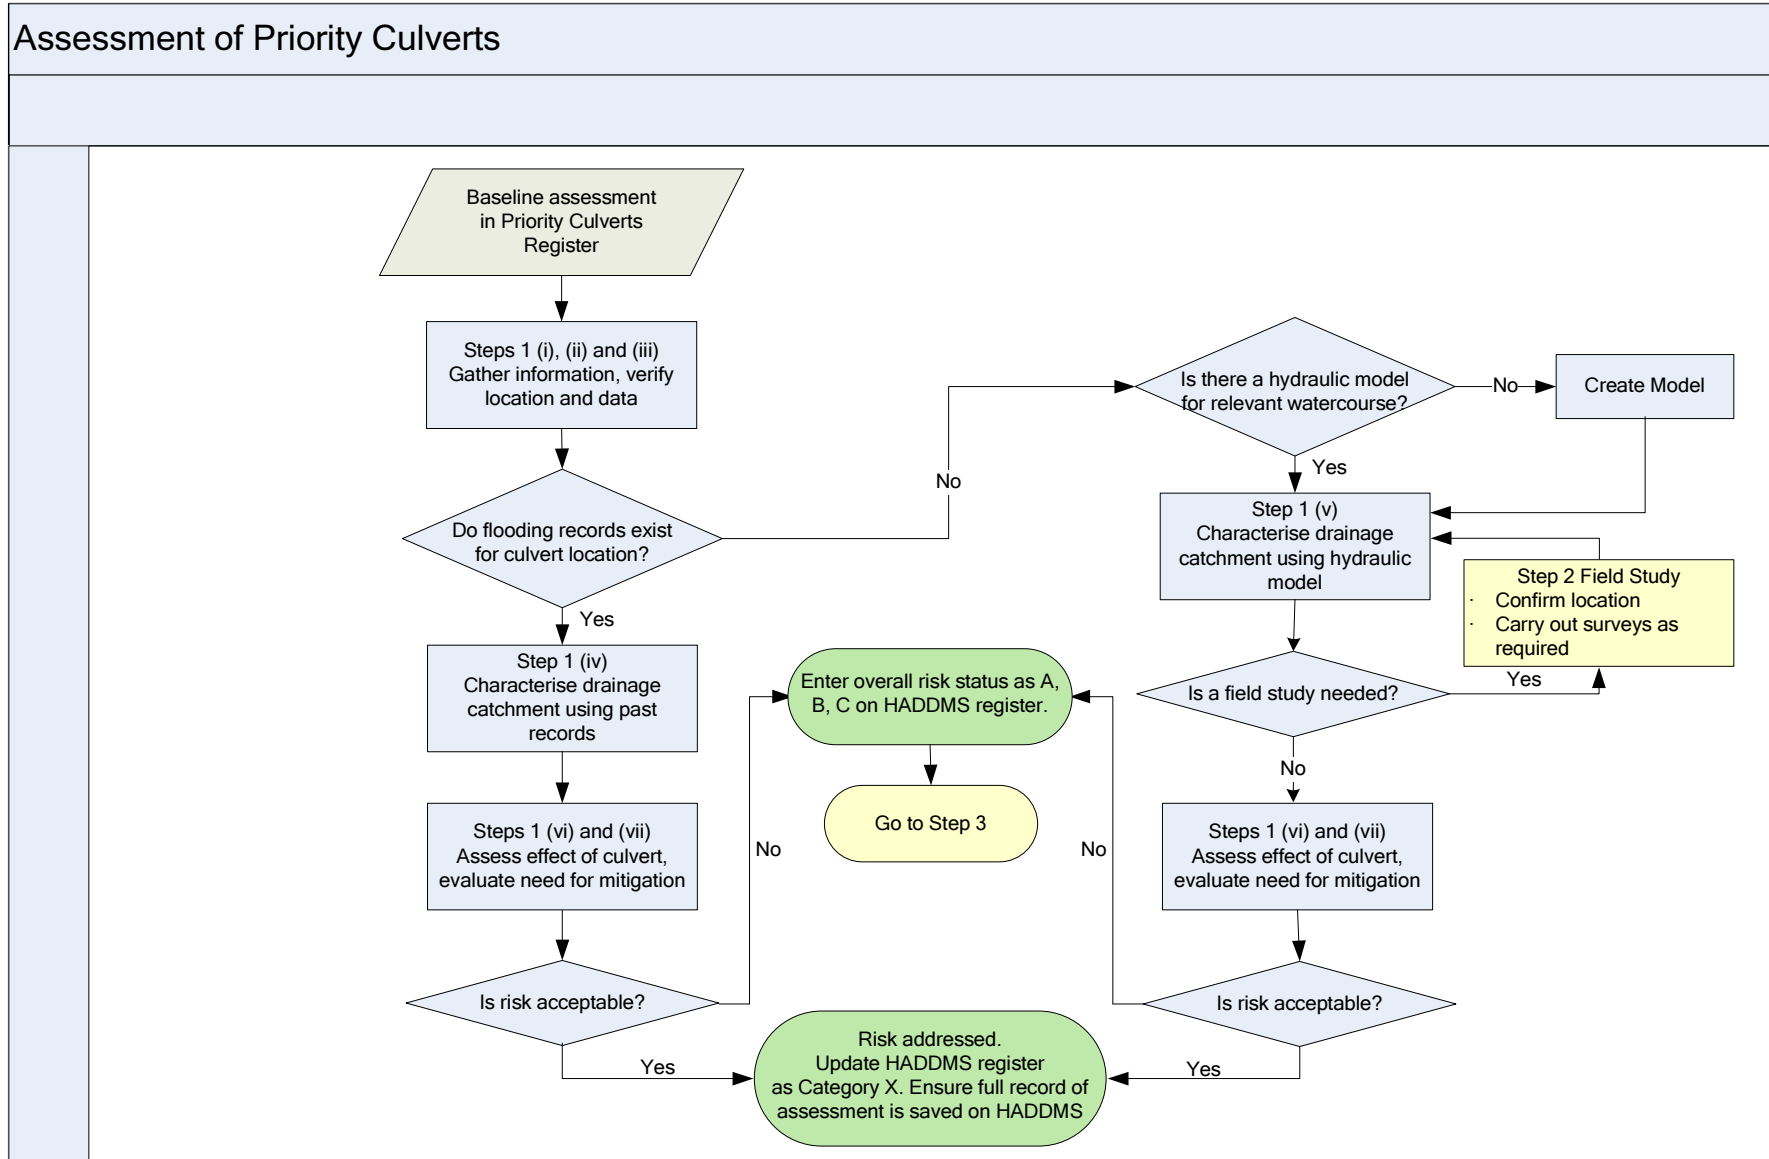 Assessment of Priority Culverts
Baseline assessment
in Priority Culverts
Register
Steps 1 (i), (ii) and (iii)
Gather information, verify
location and data
Do flooding records exist
for culvert location?
No
Yes
Step 1 (iv)
Characterise drainage
catchment using past
records
Steps 1 (vi) and (vii)
Assess effect of culvert,
evaluate need for mitigation
Is risk acceptable?
No
Yes
Is there a hydraulic model
for relevant watercourse?
No
Create Model
Yes
Step 1 (v)
Characterise drainage
catchment using hydraulic
model
Step 2 Field Study
· Confirm location
· Carry out surveys as
required
Is a field study needed?
Yes
No
Steps 1 (vi) and (vii)
Assess effect of culvert,
evaluate need for mitigation
Is risk acceptable?
No
Yes
Enter overall risk status as A,
B, C on HADDMS register.
Go to Step 3
Risk addressed.
Update HADDMS register
as Category X. Ensure full record of
assessment is saved on HADDMS